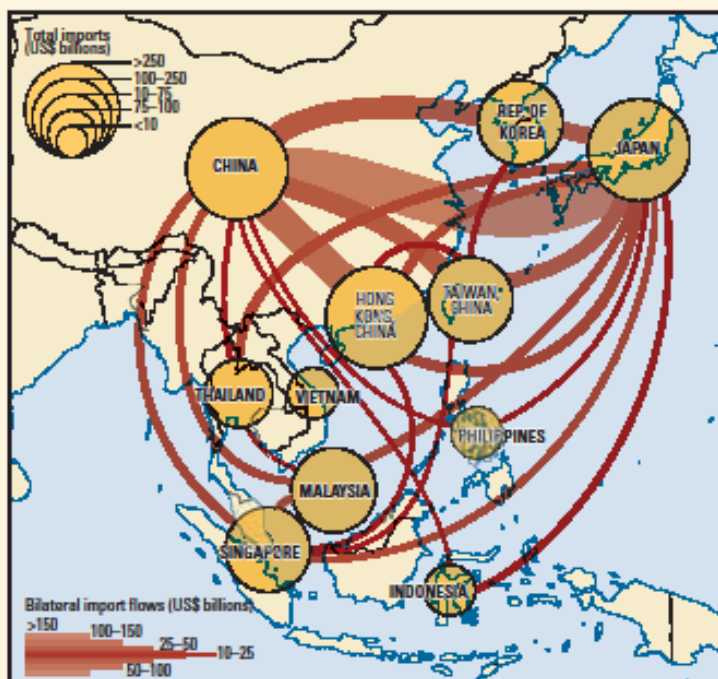 Total imports
(US$ billions)
>250
100–250
10–75
75–100
<10
REP. OF
KOREA
JAPAN
CHINA
HONG
KONG,
CHINA
TAIWAN,
CHINA
THAILAND
VIETNAM
PHILIPPINES
MALAYSIA
SINGAPORE
INDONESIA
Bilateral import flows (US$ billions)
>150
100–150
25–50
10–25
50–100